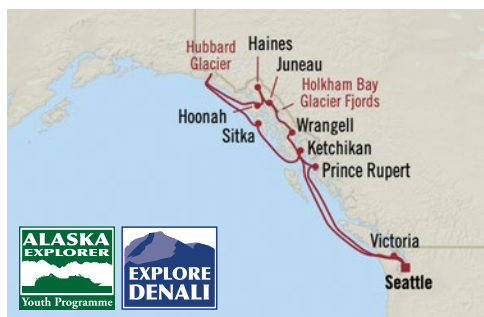 Hubbard
Glacier
Haines
Juneau
Holkham Bay
Glacier Fjords
Hoonah
Sitka
Wrangell
Ketchikan
Prince Rupert
Victoria
Seattle
ALASKA
EXPLORER
Youth Programme
EXPLORE
DENALI